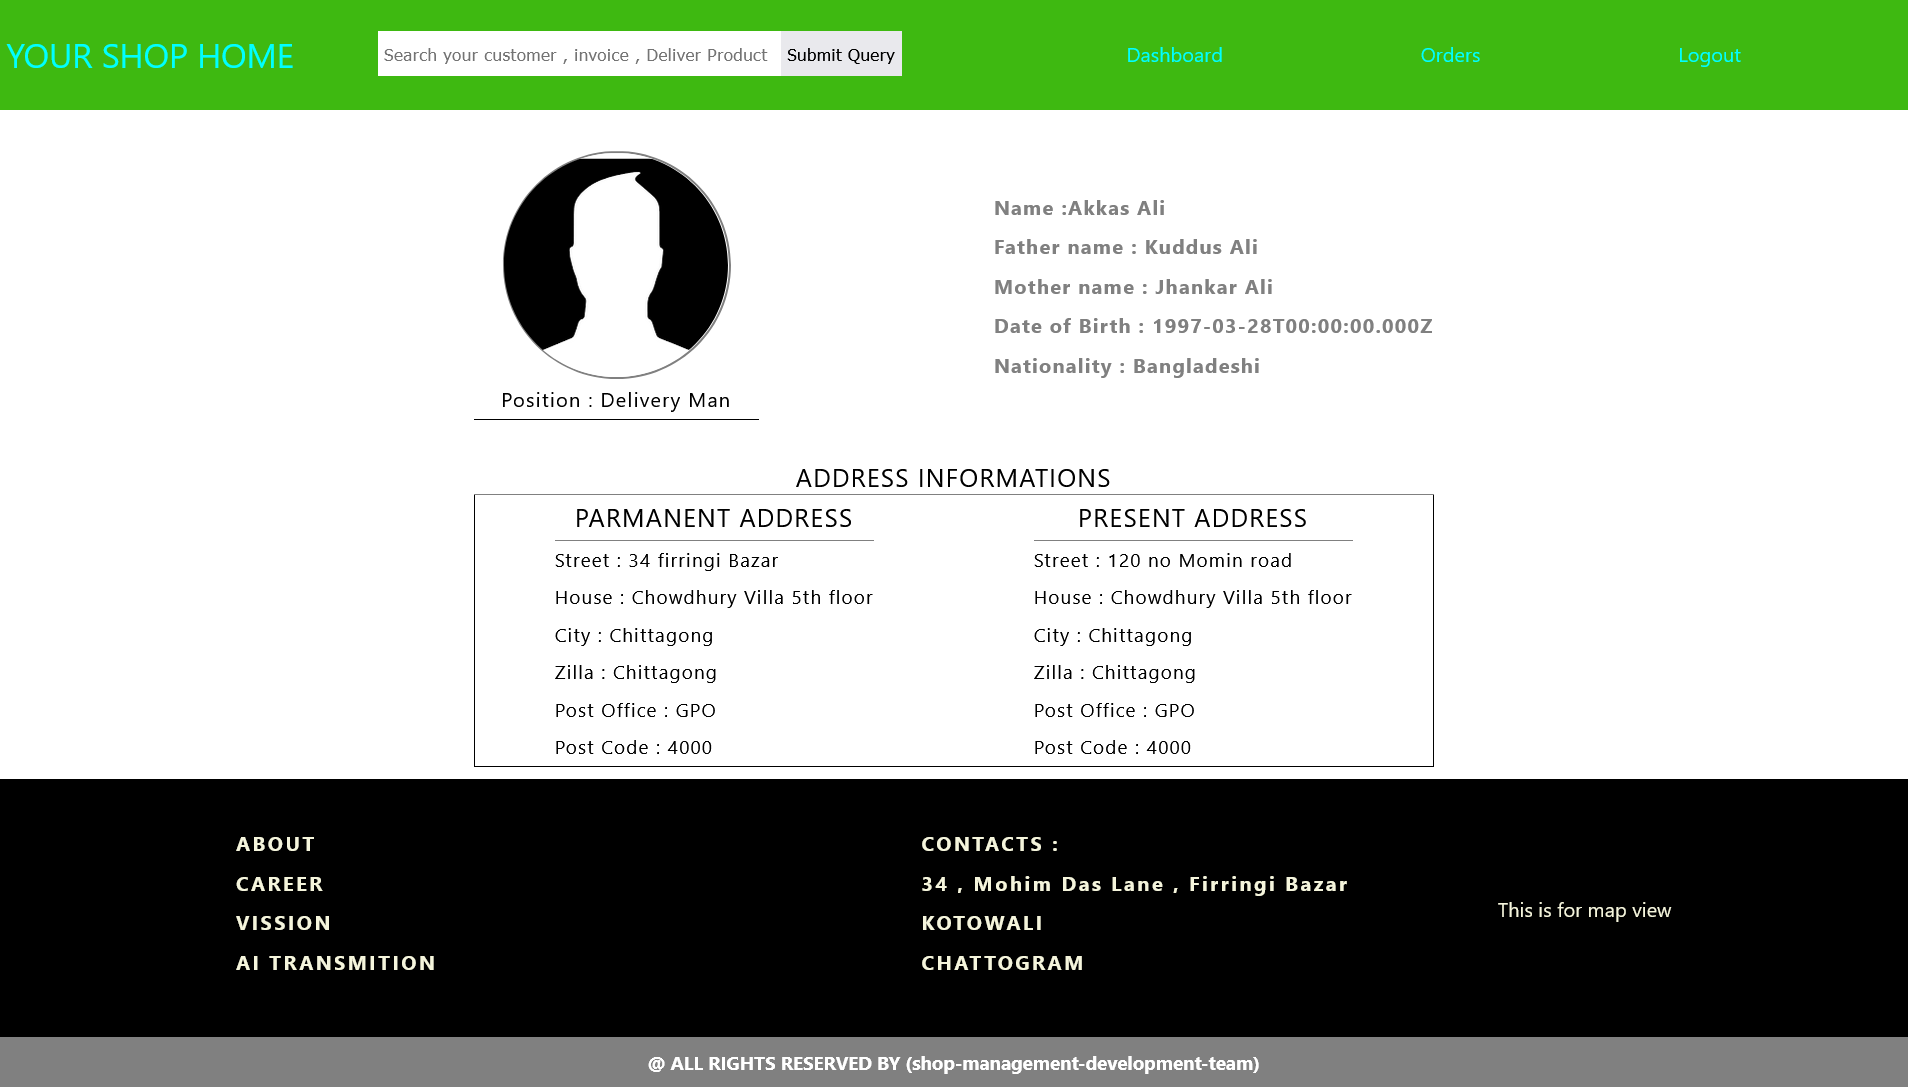 YOUR SHOP HOME
Search your customer , invoice , Deliver Product
Submit Query
Dashboard
Orders
Logout
Position : Delivery Man
Name :Akkas Ali
Father name : Kuddus Ali
Mother name : Jhankar Ali
Date of Birth : 1997-03-28T00:00:00.000Z
Nationality : Bangladeshi
ADDRESS INFORMATIONS
PARMANENT ADDRESS
Street : 34 firringi Bazar
House : Chowdhury Villa 5th floor
City : Chittagong
Zilla : Chittagong
Post Office : GPO
Post Code : 4000
PRESENT ADDRESS
Street : 120 no Momin road
House : Chowdhury Villa 5th floor
City : Chittagong
Zilla : Chittagong
Post Office : GPO
Post Code : 4000
ABOUT
CAREER
VISSION
AI TRANSMITION
CONTACTS :
34 , Mohim Das Lane , Firringi Bazar
KOTOWALI
CHATTOGRAM
This is for map view
@ ALL RIGHTS RESERVED BY (shop-management-development-team)